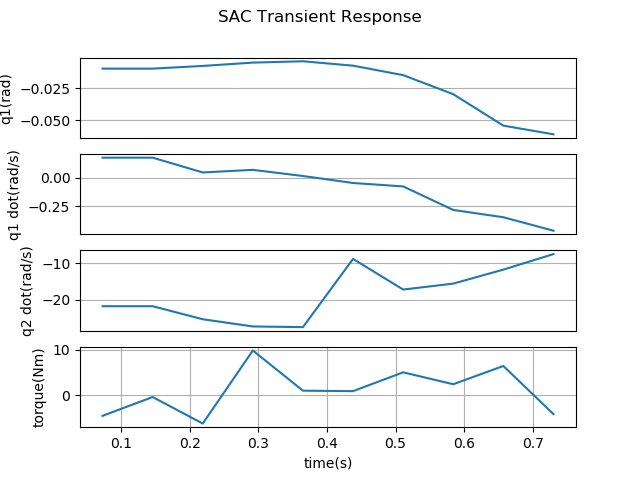 SAC Transient Response
q1(rad)
−0.025
−0.050
q1 dot(rad/s)
0.00
−0.25
q2 dot(rad/s)
−10
−20
torque(Nm)
10
0
0.1 0.2 0.3 0.4 0.5 0.6 0.7
time(s)